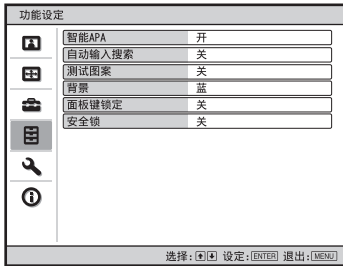 功能设定
智能APA 开
自动输入搜索 关
测试图案 关
背景 蓝
面板键锁定 关
安全锁 关
选择: 设定:ENTER 退出:MENU